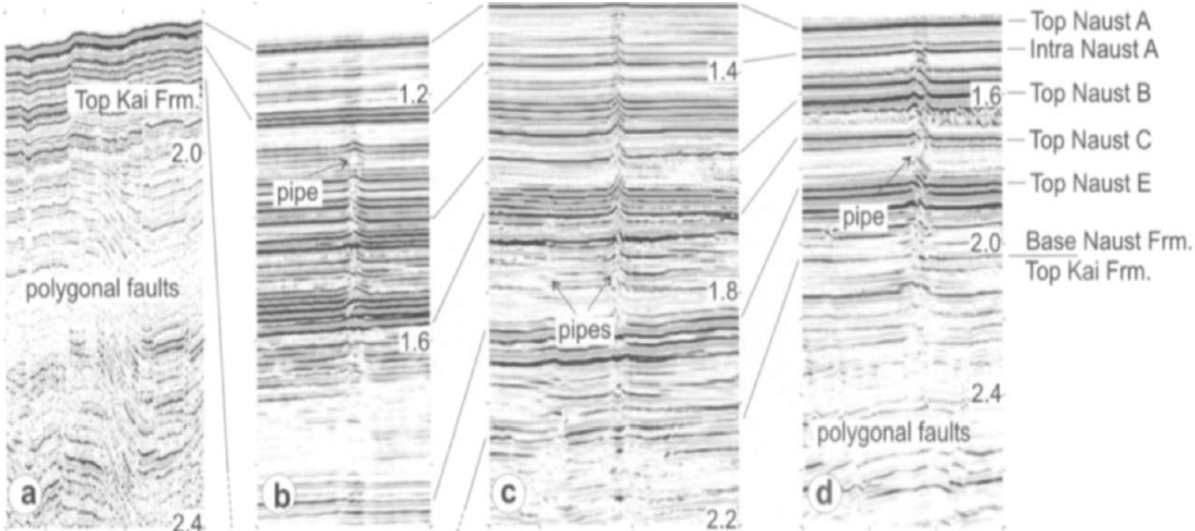 Top Kai Frm.
2.0
polygonal faults
a
2.4
1.2
pipe
1.6
b
1.4
pipes
1.8
c
2.2
1.6
pipe
2.0
2.4
polygonal faults
d
Top Naust A
Intra Naust A
Top Naust B
Top Naust C
Top Naust E
Base Naust Frm.
Top Kai Frm.